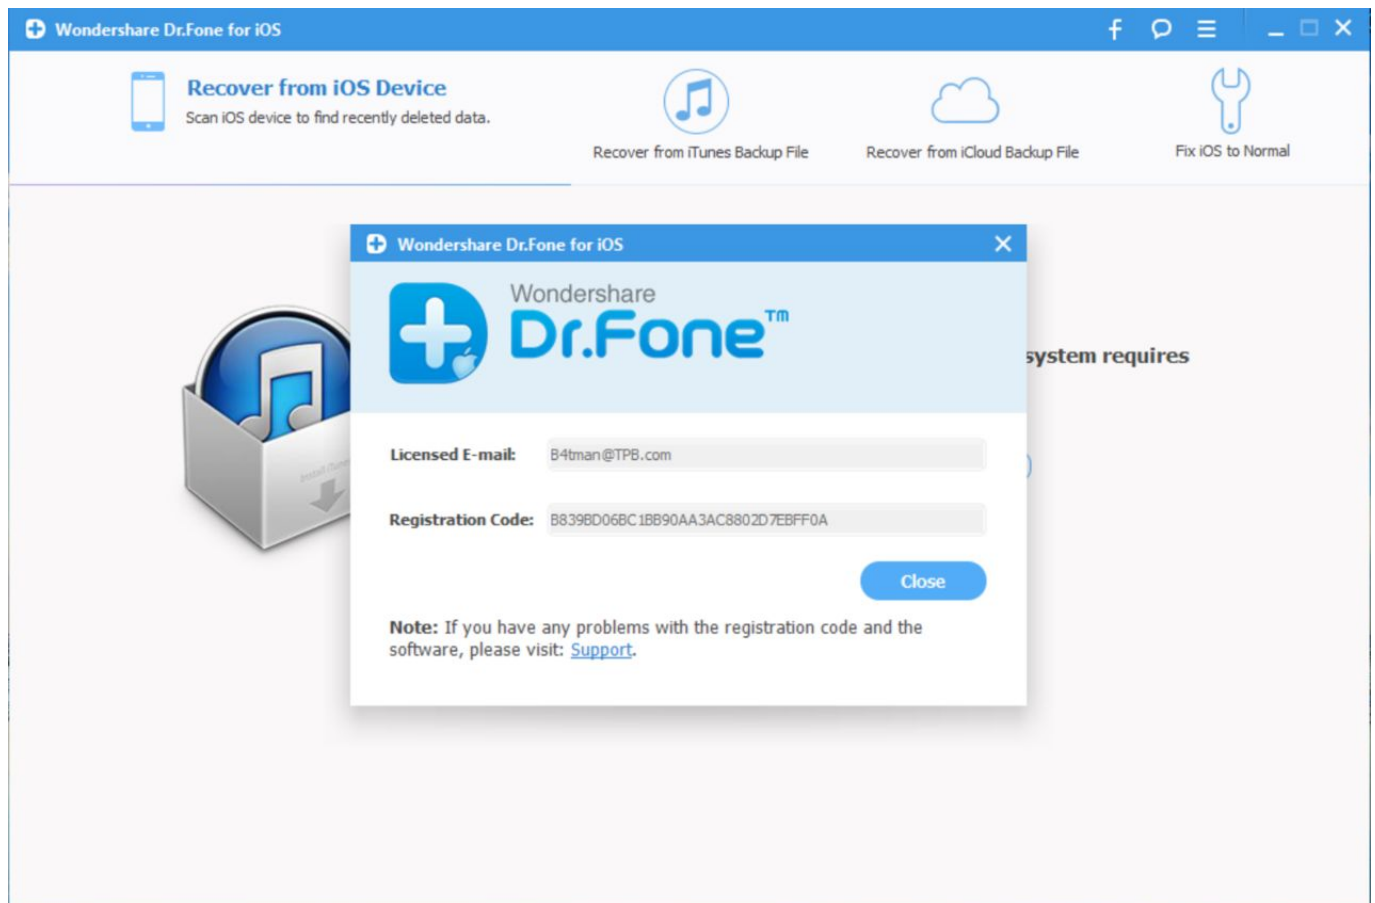 Wondershare Dr.Fone for iOS
Recover from iOS Device
Scan iOS device to find recently deleted data.
Recover from iTunes Backup File
Recover from iCloud Backup File
Fix iOS to Normal
Wondershare Dr.Fone for iOS
Wondershare
Dr.Fone™
system requires
Install iTunes
Licensed E-mail: B4tman@TPB.com
Registration Code: B839BD06BC1BB90AA3AC8802D7EBFF0A
Close
Note: If you have any problems with the registration code and the
software, please visit: Support.